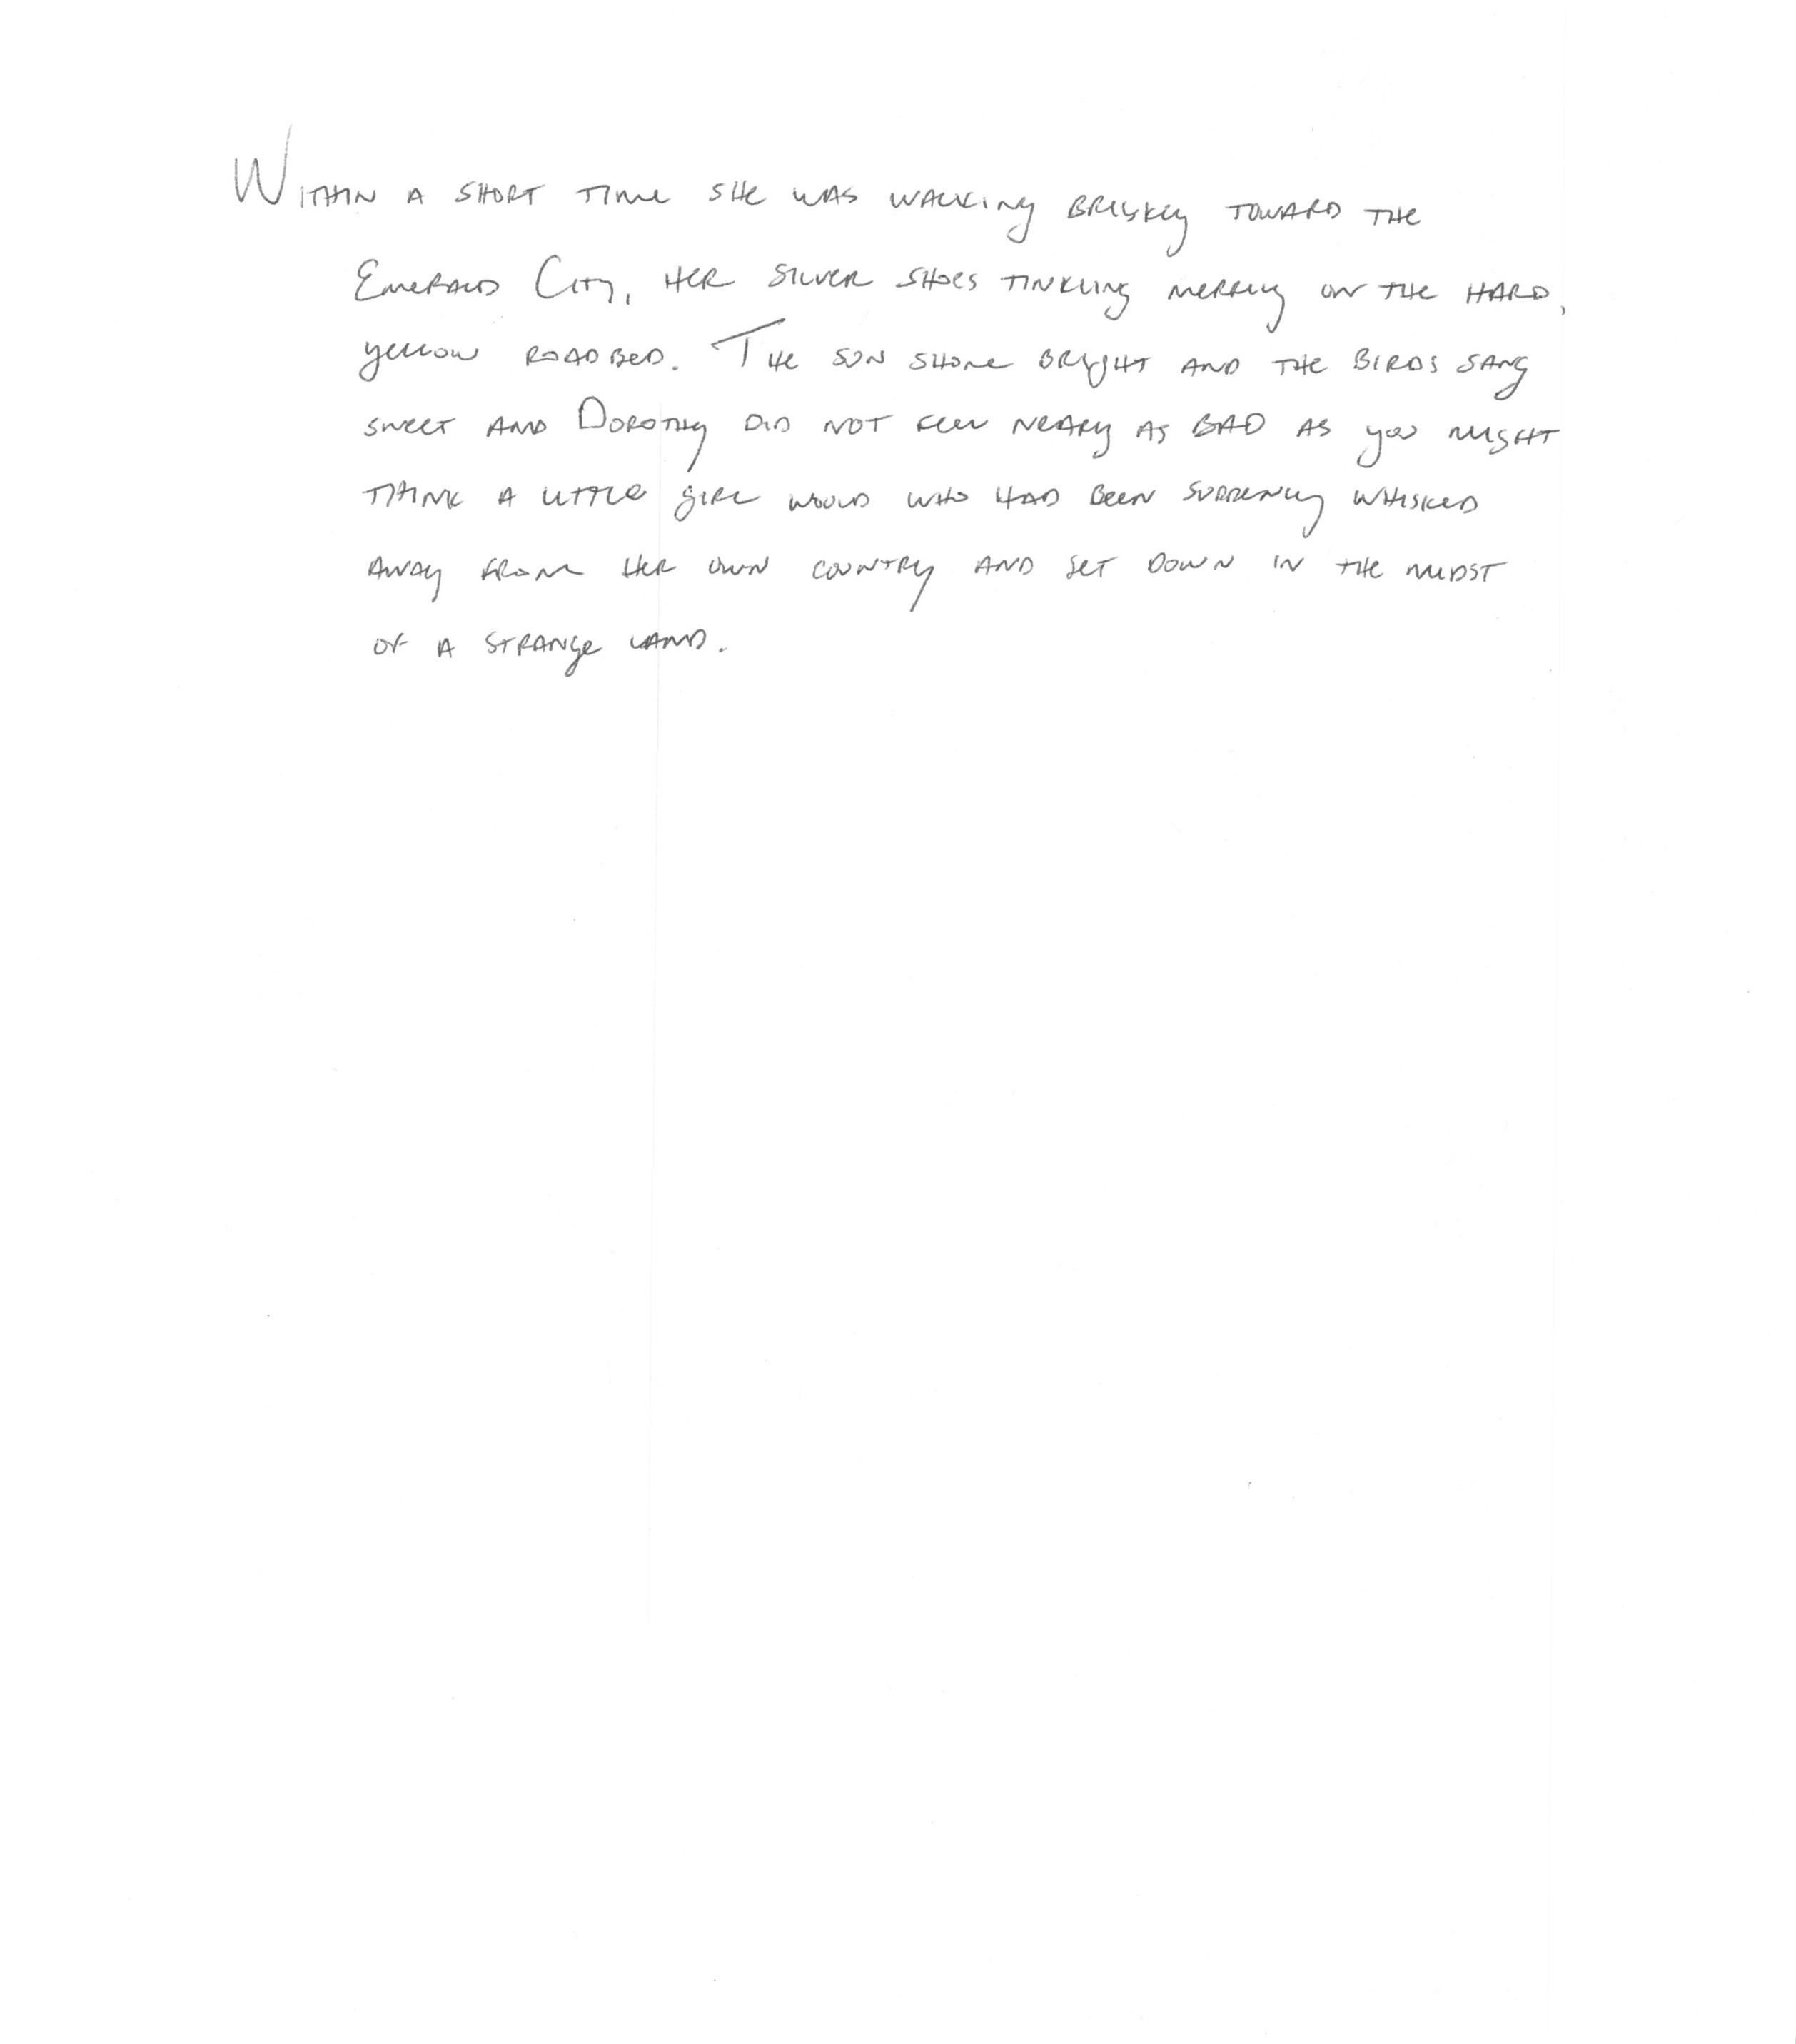 Within a short time she was walking briskly toward the
Emerald City, her silver shoes tinkling merrily on the hard,
yellow roadbed. The sun shone bright and the birds sang
sweet and Dorothy did not feel nearly as bad as you might
think a little girl would who had been suddenly whisked
away from her own country and set down in the midst
of a strange land.